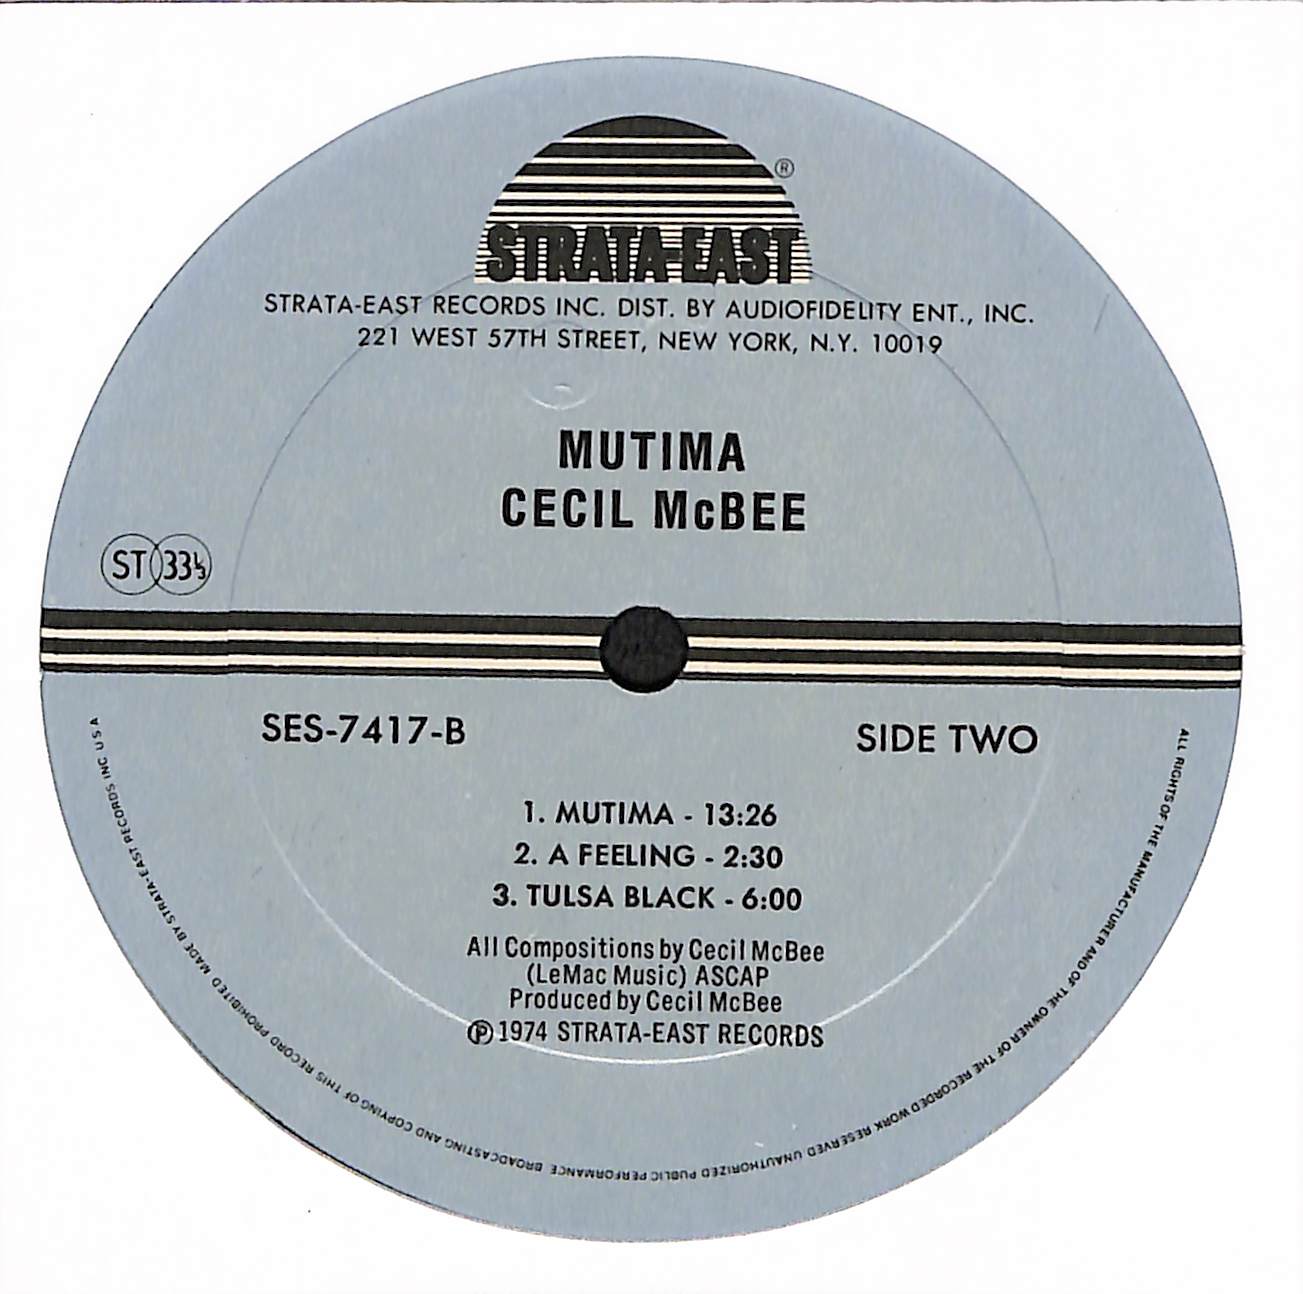 STRATA-EAST ®
STRATA-EAST RECORDS INC. DIST. BY AUDIOFIDELITY ENT., INC.
221 WEST 57TH STREET, NEW YORK, N.Y. 10019
MUTIMA
CECIL McBEE
ST 33⅓
SES-7417-B
SIDE TWO
1. MUTIMA - 13:26
2. A FEELING - 2:30
3. TULSA BLACK - 6:00
All Compositions by Cecil McBee
(LeMac Music) ASCAP
Produced by Cecil McBee
℗ 1974 STRATA-EAST RECORDS
ALL RIGHTS OF THE MANUFACTURER AND OF THE OWNER OF THE RECORDED WORK RESERVED UNAUTHORIZED PUBLIC PERFORMANCE BROADCASTING AND COPYING OF THIS RECORD PROHIBITED MADE BY STRATA-EAST RECORDS INC U S A